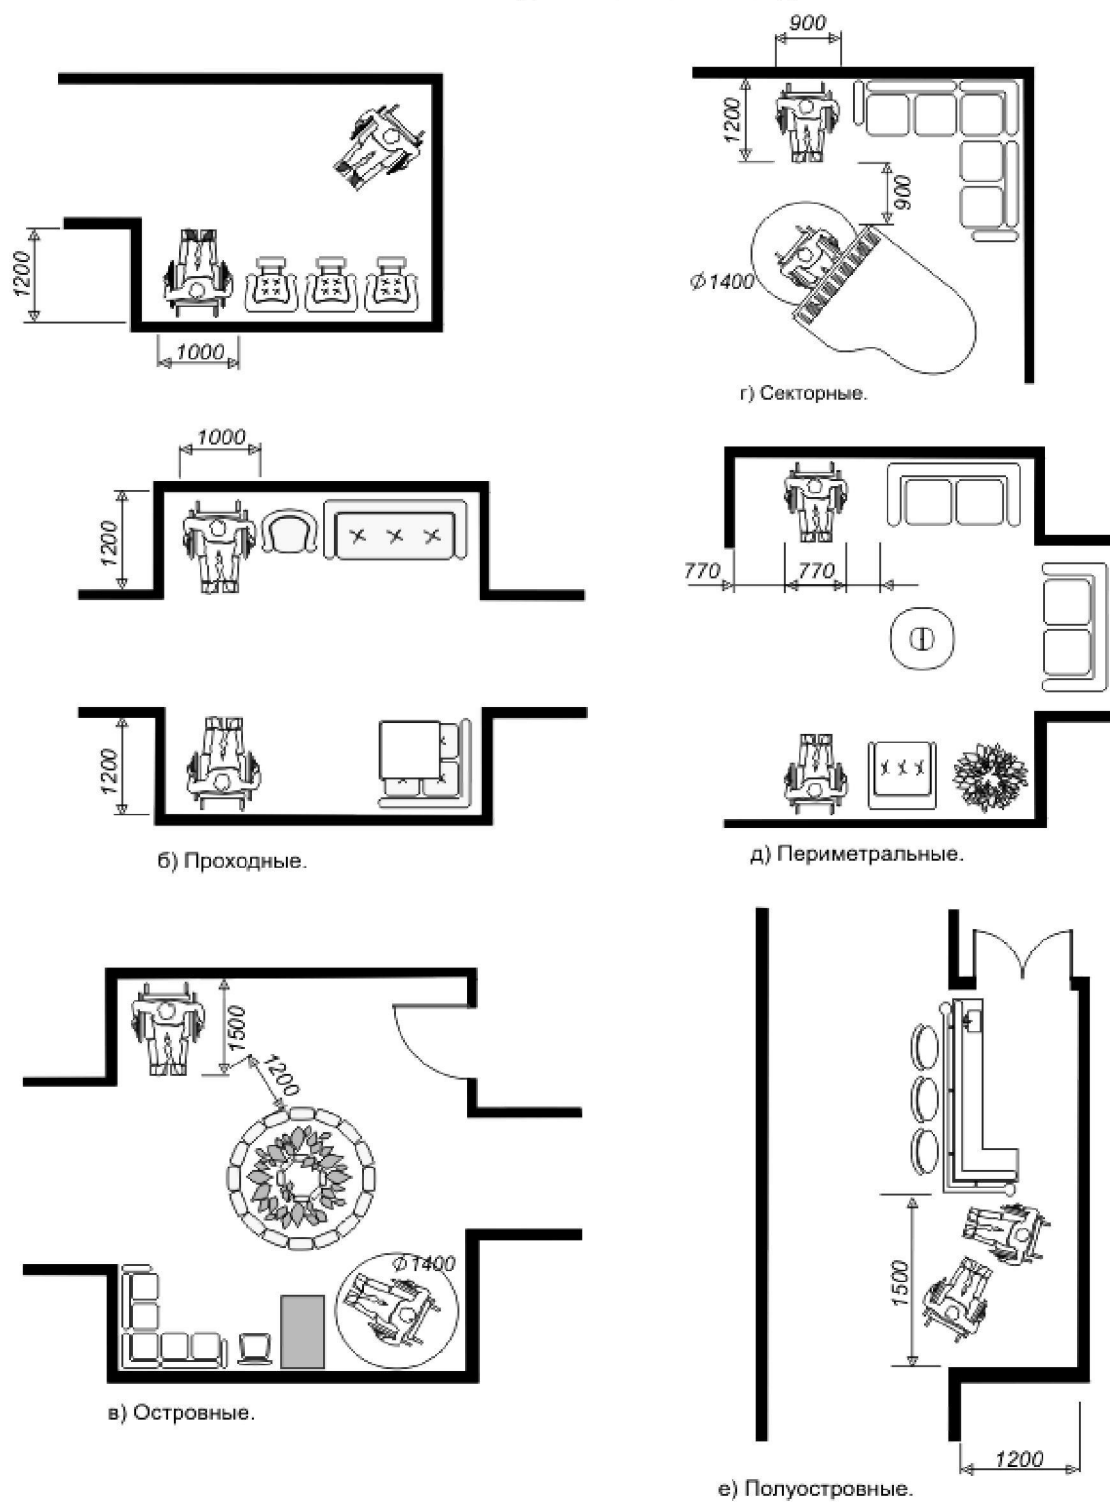 1200
1000
900
1200
900
Ф1400
г) Секторные.
1000
1200
1200
б) Проходные.
770
770
д) Периметральные.
1500
1200
Ф1400
в) Островные.
1500
1200
е) Полуостровные.